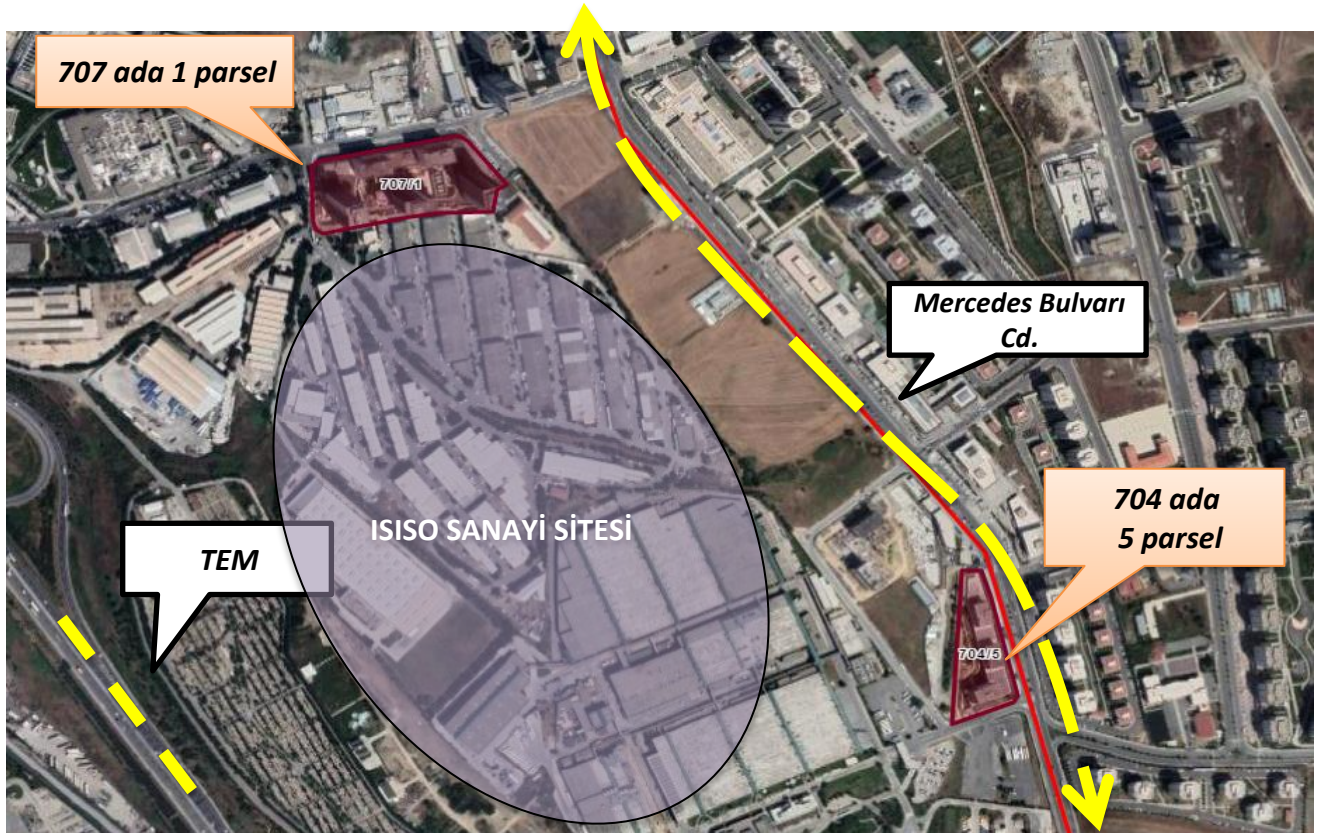 707 ada 1 parsel
707/1
Mercedes Bulvarı
Cd.
704 ada
5 parsel
ISISO SANAYİ SİTESİ
TEM
704/5